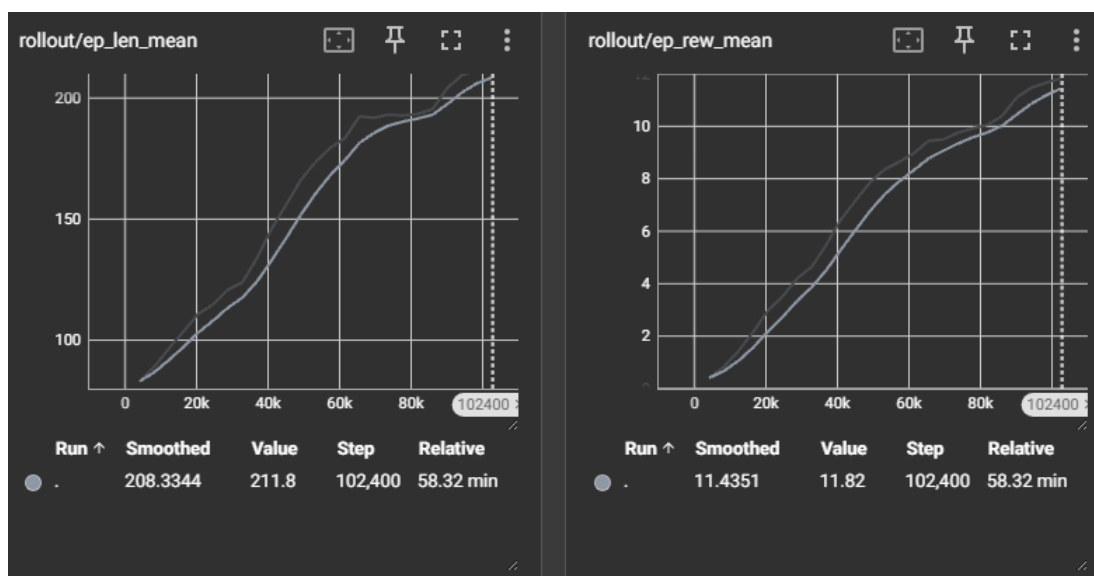 rollout/ep_len_mean
200
150
100
0 20k 40k 60k 80k 102400
Run ↑ Smoothed Value Step Relative
. 208.3344 211.8 102,400 58.32 min
rollout/ep_rew_mean
12
10
8
6
4
2
0
0 20k 40k 60k 80k 102400
Run ↑ Smoothed Value Step Relative
. 11.4351 11.82 102,400 58.32 min